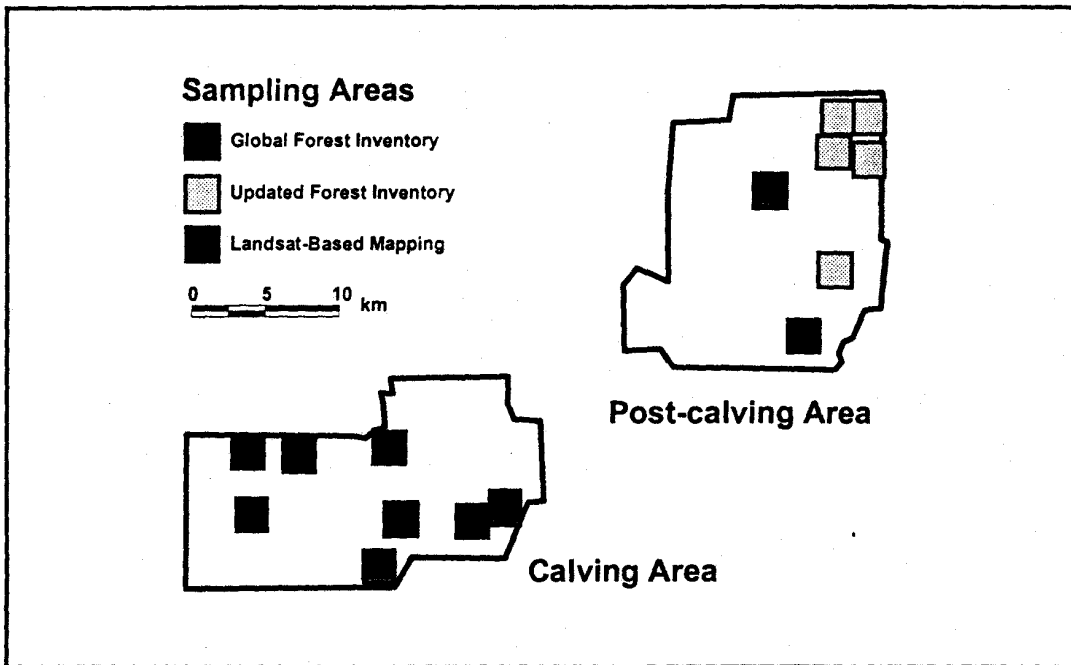 Sampling Areas
Global Forest Inventory
Updated Forest Inventory
Landsat-Based Mapping
0 5 10 km
Post-calving Area
Calving Area